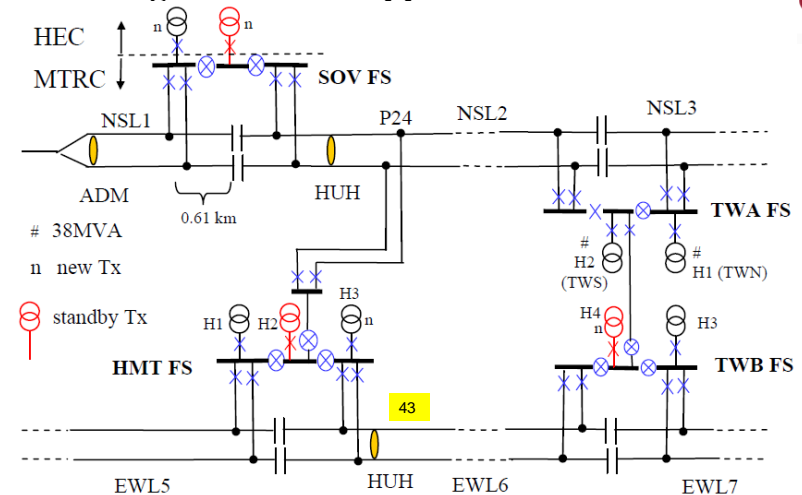 HEC
n
n
MTRC
SOV FS
NSL1
P24
NSL2
NSL3
ADM
0.61 km
HUH
TWA FS
# 38MVA
#
H2
(TWS)
#
H1 (TWN)
n new Tx
standby Tx
H1
H2
H3
n
H4
n
H3
HMT FS
TWB FS
43
EWL5
HUH
EWL6
EWL7